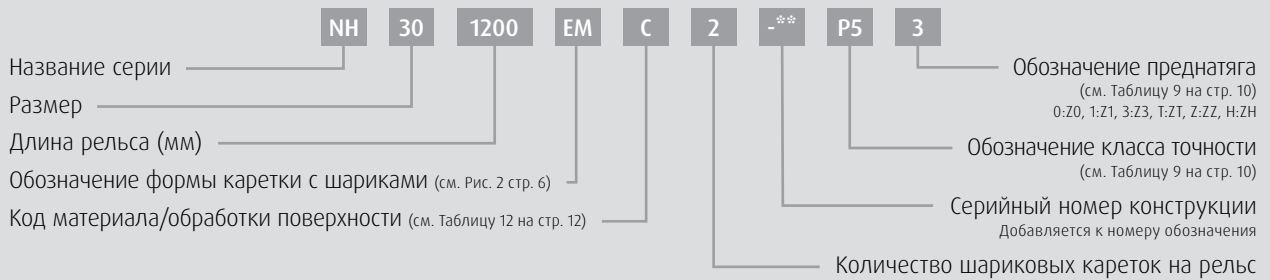 NH 30 1200 EM C 2 -** P5 3
Название серии
Размер
Длина рельса (мм)
Обозначение формы каретки с шариками (см. Рис. 2 стр. 6)
Код материала/обработки поверхности (см. Таблицу 12 на стр. 12)
Обозначение преднатяга
(см. Таблицу 9 на стр. 10)
0:Z0, 1:Z1, 3:Z3, T:ZT, Z:ZZ, H:ZH
Обозначение класса точности
(см. Таблицу 9 на стр. 10)
Серийный номер конструкции
Добавляется к номеру обозначения
Количество шариковых кареток на рельс